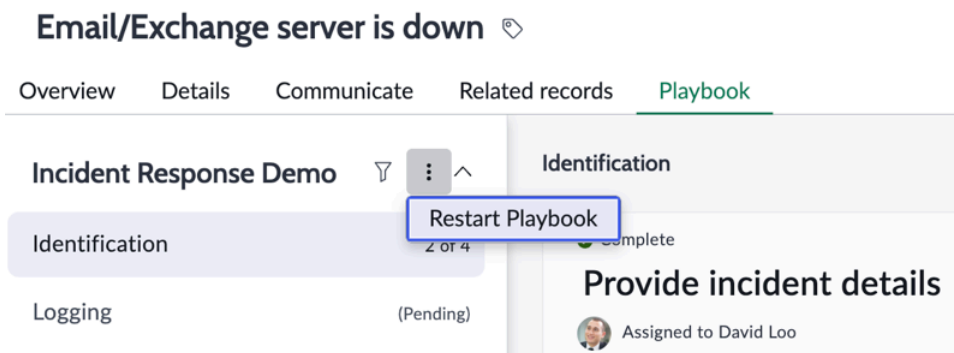 Email/Exchange server is down
Overview Details Communicate Related records Playbook
Incident Response Demo
Restart Playbook
Identification 2 of 4
Logging (Pending)
Identification
Complete
Provide incident details
Assigned to David Loo